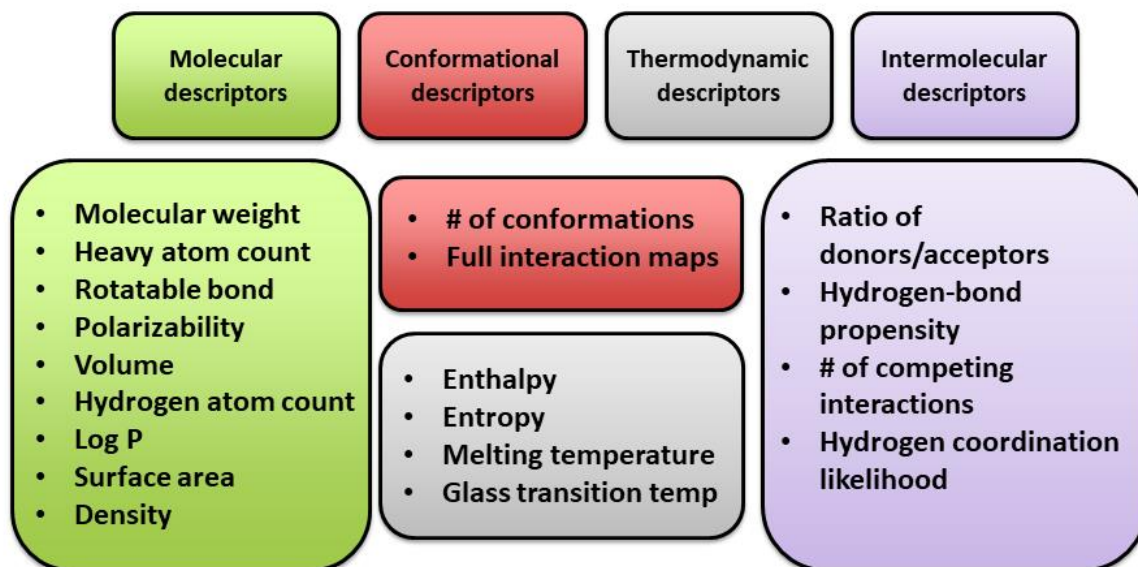 Molecular
descriptors
Conformational
descriptors
Thermodynamic
descriptors
Intermolecular
descriptors
• Molecular weight
• Heavy atom count
• Rotatable bond
• Polarizability
• Volume
• Hydrogen atom count
• Log P
• Surface area
• Density
• # of conformations
• Full interaction maps
• Enthalpy
• Entropy
• Melting temperature
• Glass transition temp
• Ratio of
donors/acceptors
• Hydrogen-bond
propensity
• # of competing
interactions
• Hydrogen coordination
likelihood